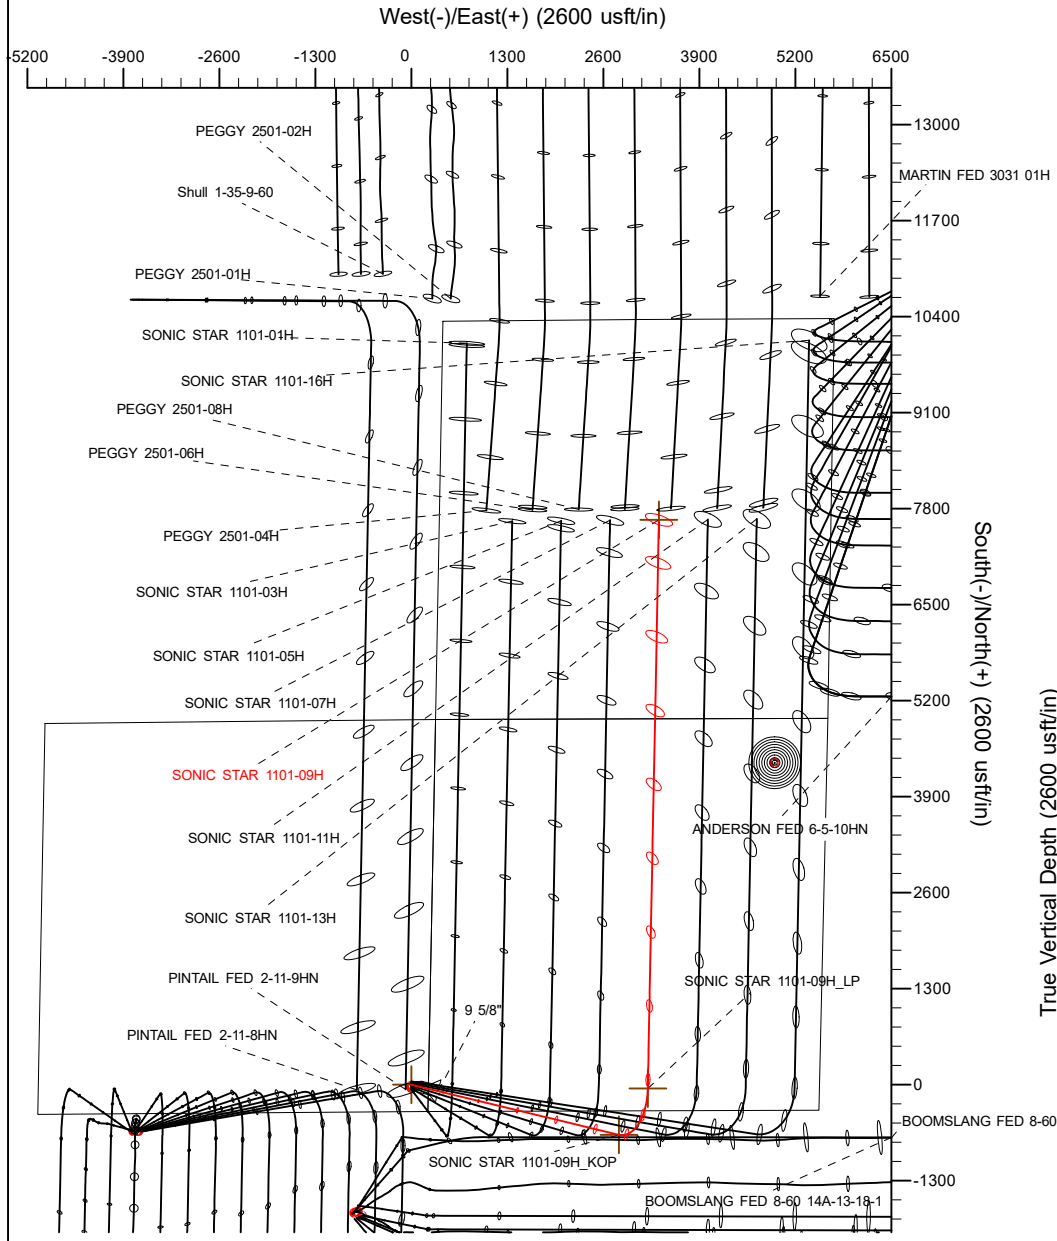 West(-)/East(+) (2600 usft/in)
-5200 -3900 -2600 -1300 0 1300 2600 3900 5200 6500
13000
PEGGY 2501-02H
MARTIN FED 3031 01H
Shull 1-35-9-60
11700
PEGGY 2501-01H
10400
SONIC STAR 1101-01H
SONIC STAR 1101-16H
PEGGY 2501-08H
9100
PEGGY 2501-06H
7800
PEGGY 2501-04H
SONIC STAR 1101-03H
6500
SONIC STAR 1101-05H
SONIC STAR 1101-07H
5200
South(-)/North(+) (2600 usft/in)
SONIC STAR 1101-09H
3900
ANDERSON FED 6-5-10HN
SONIC STAR 1101-11H
2600
SONIC STAR 1101-13H
PINTAIL FED 2-11-9HN
SONIC STAR 1101-09H_LP
1300
9 5/8"
True Vertical Depth (2600 usft/in)
PINTAIL FED 2-11-8HN
0
BOOMSLANG FED 8-60
SONIC STAR 1101-09H_KOP
-1300
BOOMSLANG FED 8-60 14A-13-18-1